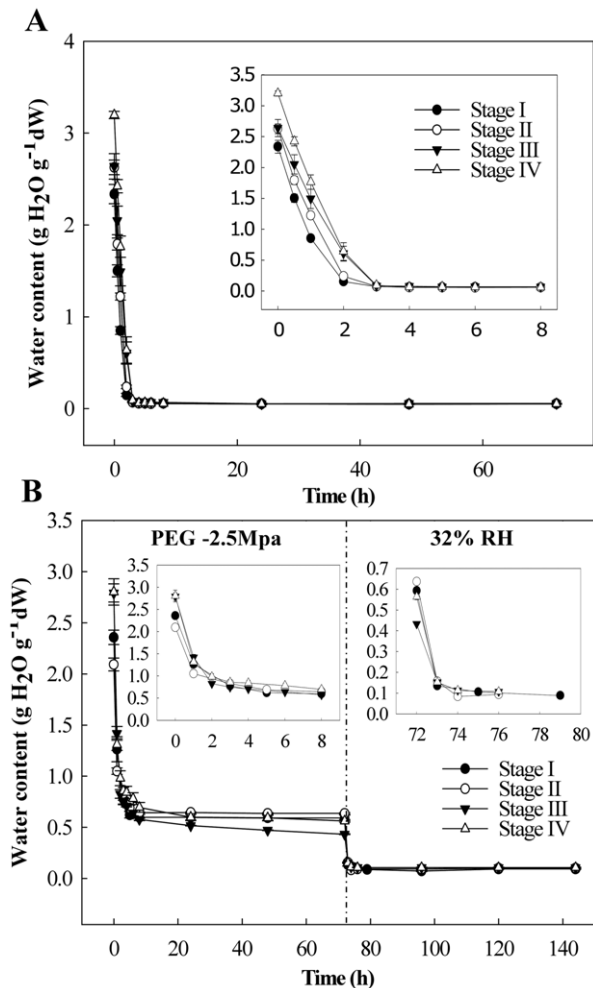 A
Water content (g H₂O g⁻¹dW)
4
3
2
1
0
3.5
3.0
2.5
2.0
1.5
1.0
0.5
0.0
0 2 4 6 8
Stage I
Stage II
Stage III
Stage IV
0 20 40 60
Time (h)
B
Water content (g H₂O g⁻¹dW)
3.5
3.0
2.5
2.0
1.5
1.0
0.5
0.0
PEG -2.5Mpa
32% RH
3.5
3.0
2.5
2.0
1.5
1.0
0.5
0 2 4 6 8
0.7
0.6
0.5
0.4
0.3
0.2
0.1
0.0
72 73 74 75 76 77 78 79 80
Stage I
Stage II
Stage III
Stage IV
0 20 40 60 80 100 120 140
Time (h)